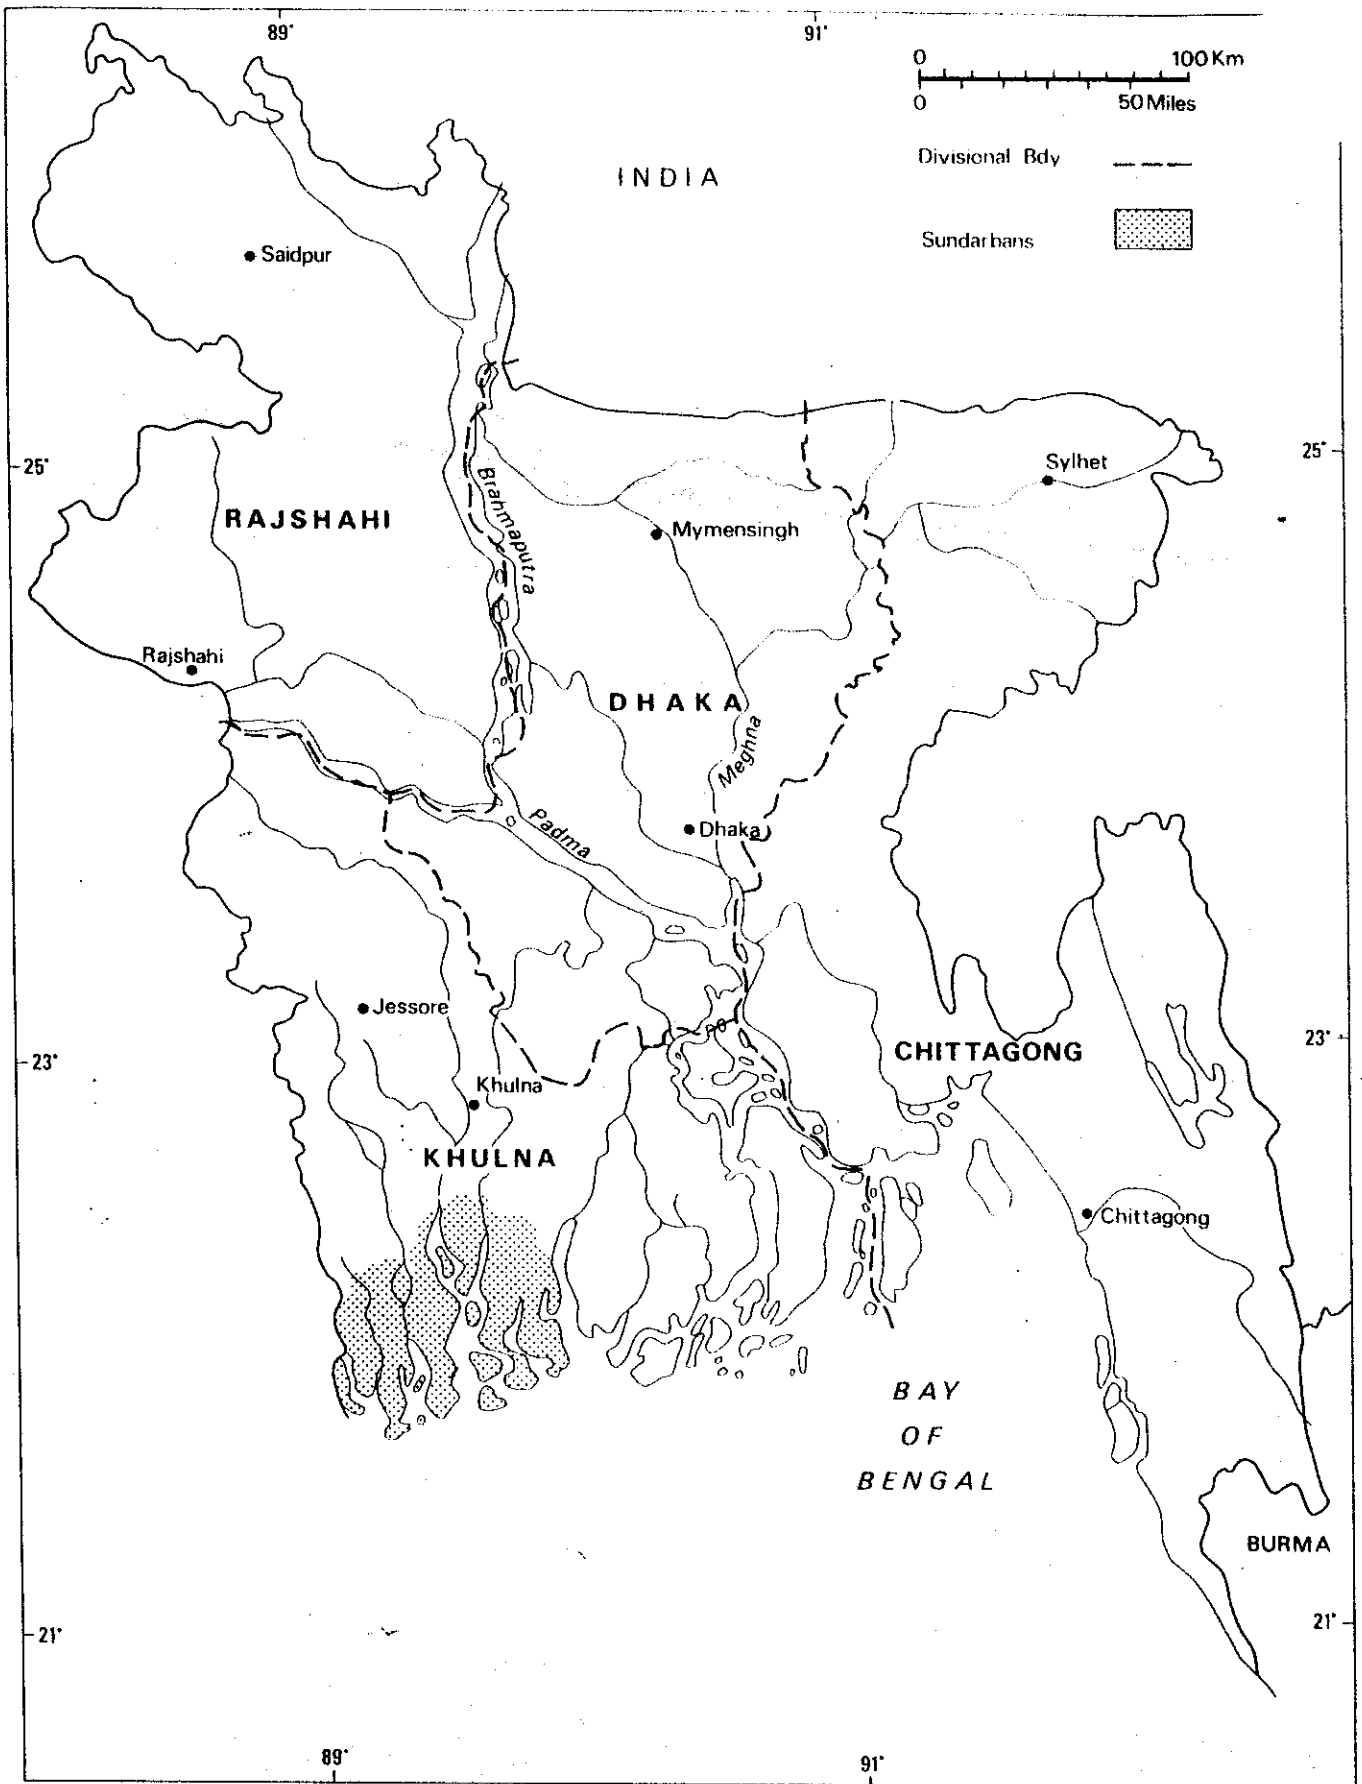 89°
91°
0 100 Km
0 50 Miles
INDIA
Divisional Bdy
Sundarbans
Saidpur
25°
25°
Sylhet
Brahmaputra
RAJSHAHI
Mymensingh
Rajshahi
DHAKA
Meghna
Padma
Dhaka
Jessore
23°
23°
CHITTAGONG
Khulna
KHULNA
Chittagong
BAY
OF
BENGAL
BURMA
21°
21°
89°
91°